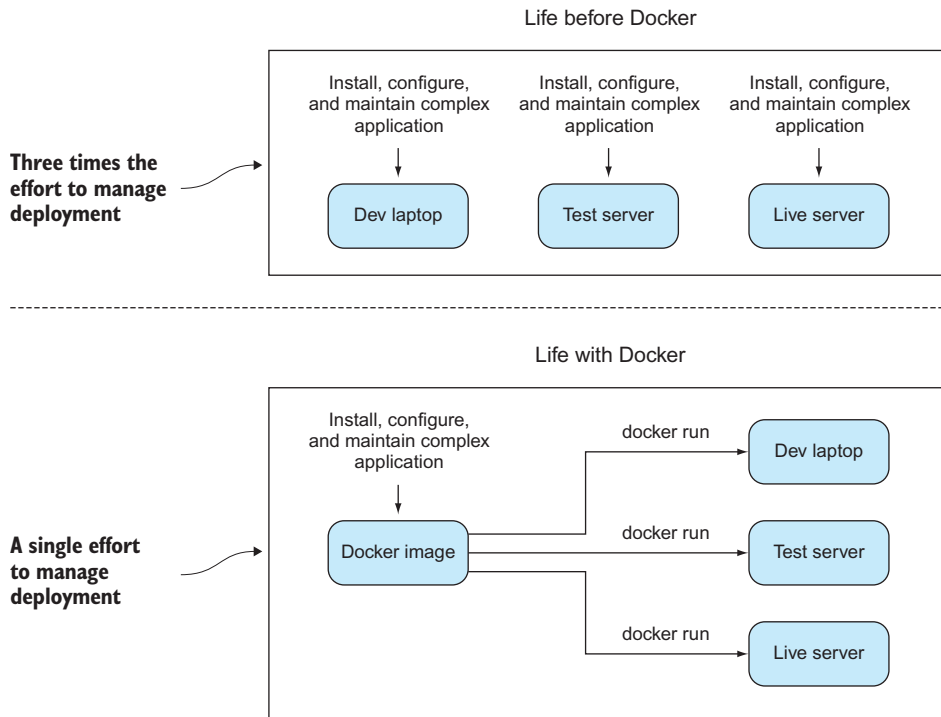 Life before Docker
Install, configure,
and maintain complex
application
Install, configure,
and maintain complex
application
Install, configure,
and maintain complex
application
Three times the
effort to manage
deployment
Dev laptop
Test server
Live server
Life with Docker
Install, configure,
and maintain complex
application
docker run
Dev laptop
A single effort
to manage
deployment
Docker image
docker run
Test server
docker run
Live server